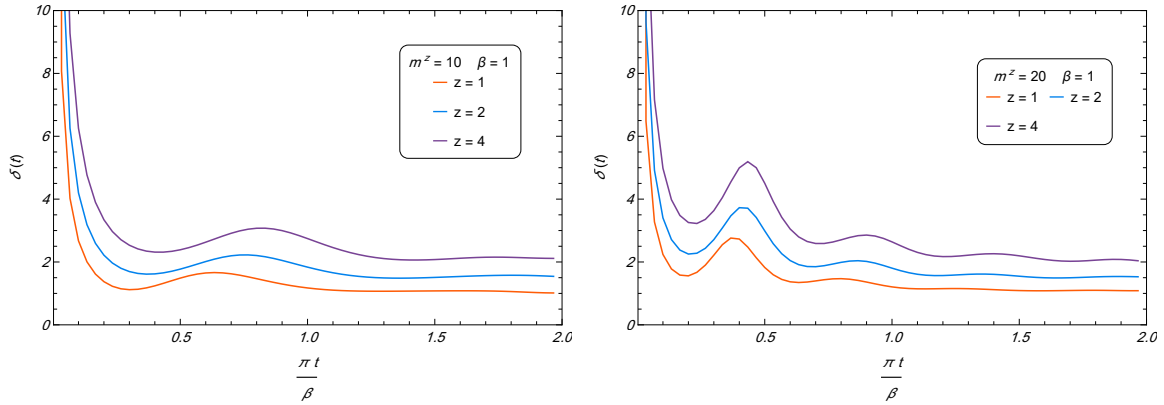 10
8
6
4
2
0
δ(t)
m^z = 10 β = 1
z = 1
z = 2
z = 4
0.5 1.0 1.5 2.0
π t
β
10
8
6
4
2
0
δ(t)
m^z = 20 β = 1
z = 1 z = 2
z = 4
0.5 1.0 1.5 2.0
π t
β